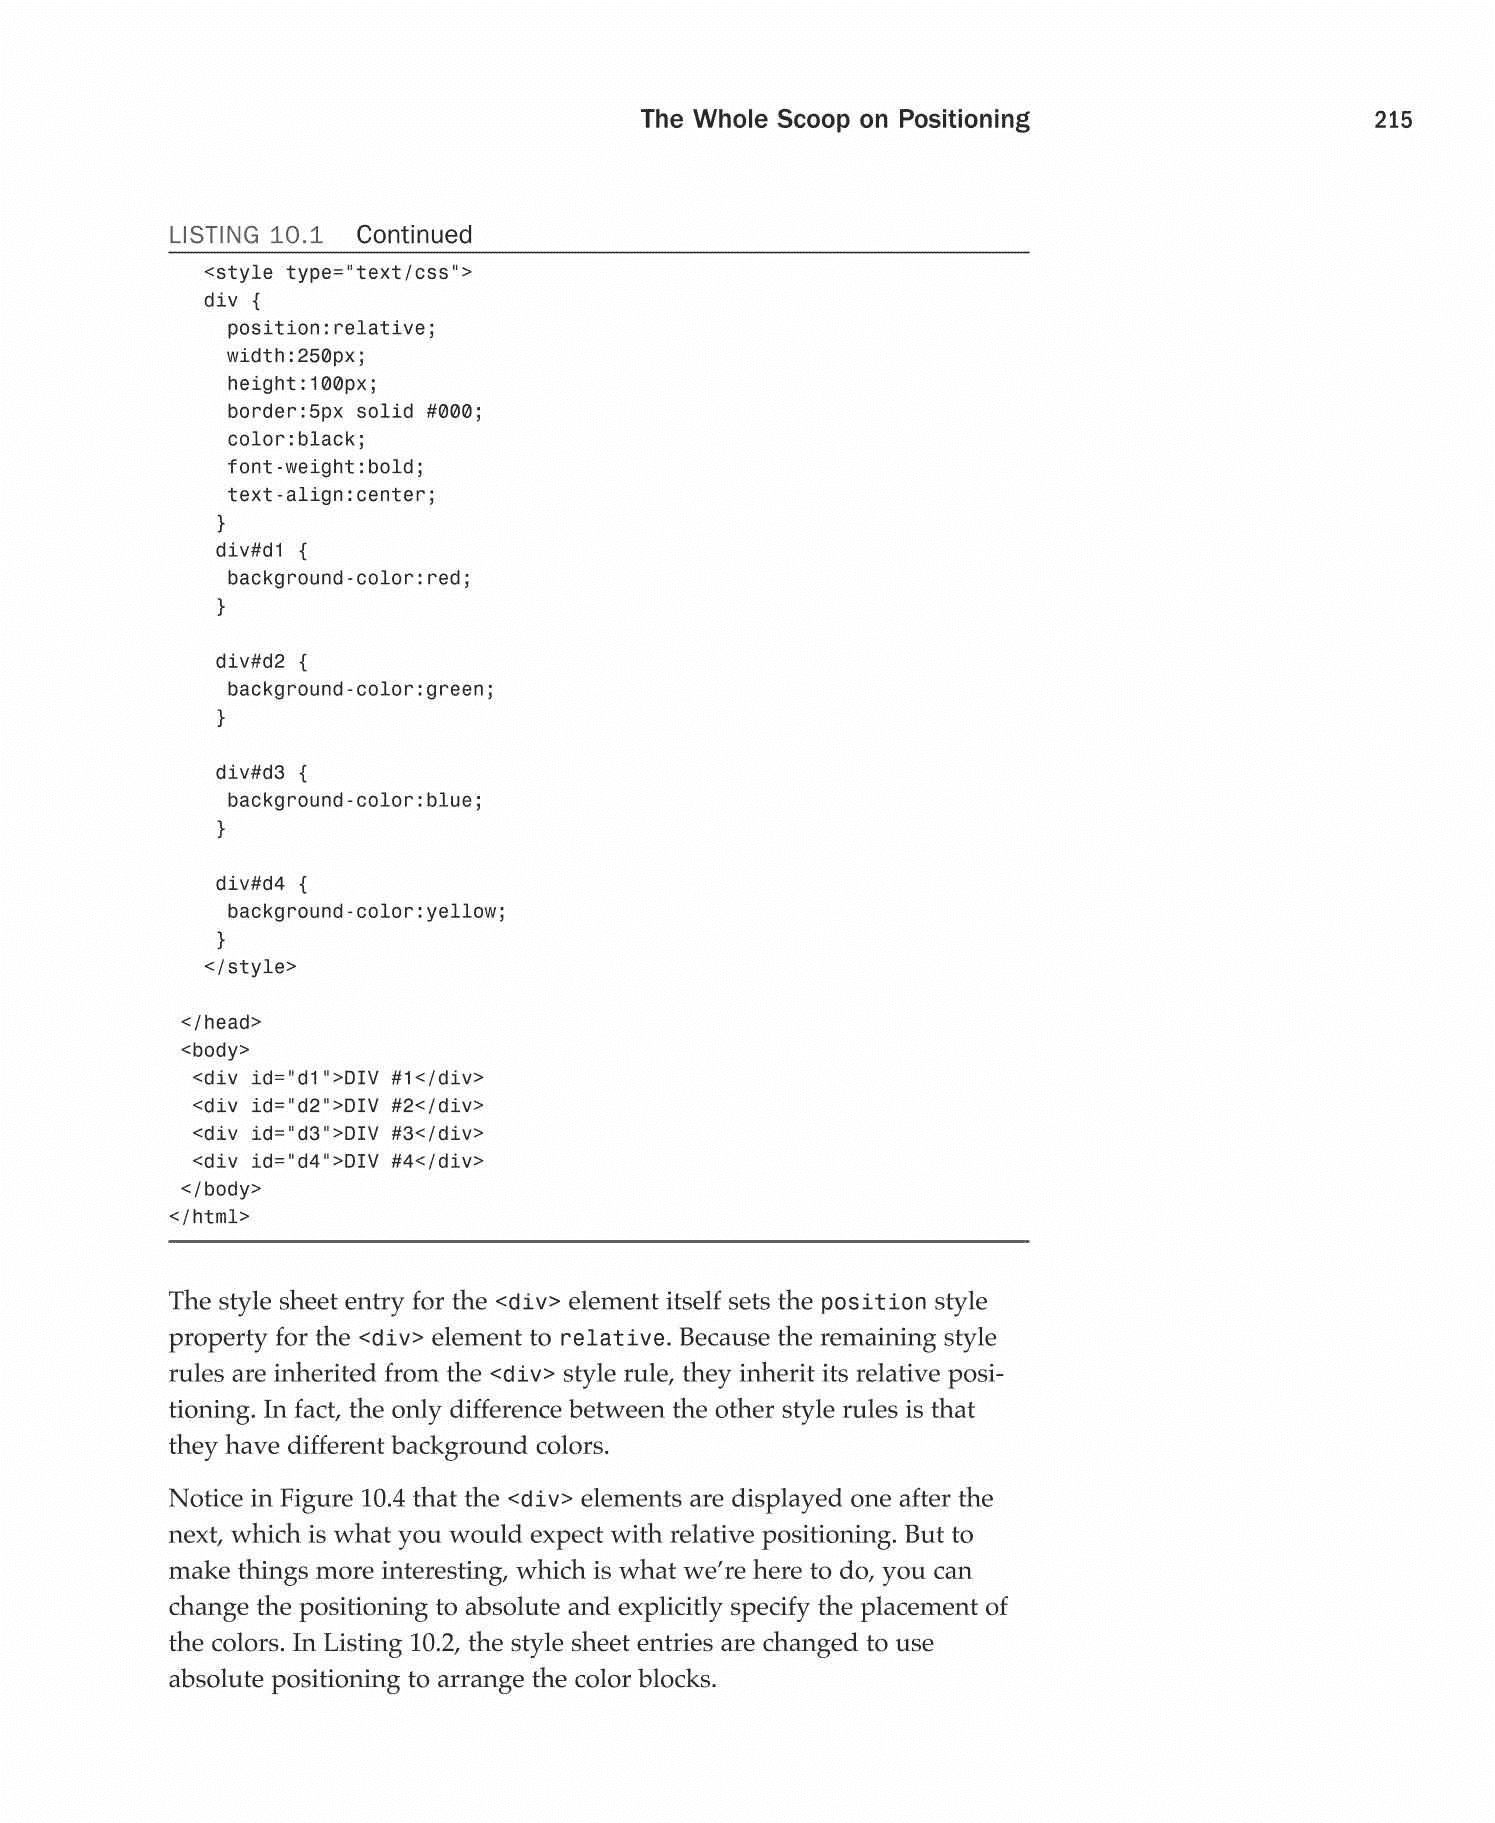 The Whole Scoop on Positioning 215
LISTING 10.1 Continued
<style type="text/css">
div {
position:relative;
width:250px;
height:100px;
border:5px solid #000;
color:black;
font-weight:bold;
text-align:center;
}
div#d1 {
background-color:red;
}
div#d2 {
background-color:green;
}
div#d3 {
background-color:blue;
}
div#d4 {
background-color:yellow;
}
</style>
</head>
<body>
<div id="d1">DIV #1</div>
<div id="d2">DIV #2</div>
<div id="d3">DIV #3</div>
<div id="d4">DIV #4</div>
</body>
</html>
The style sheet entry for the <div> element itself sets the position style
property for the <div> element to relative. Because the remaining style
rules are inherited from the <div> style rule, they inherit its relative posi-
tioning. In fact, the only difference between the other style rules is that
they have different background colors.
Notice in Figure 10.4 that the <div> elements are displayed one after the
next, which is what you would expect with relative positioning. But to
make things more interesting, which is what we're here to do, you can
change the positioning to absolute and explicitly specify the placement of
the colors. In Listing 10.2, the style sheet entries are changed to use
absolute positioning to arrange the color blocks.